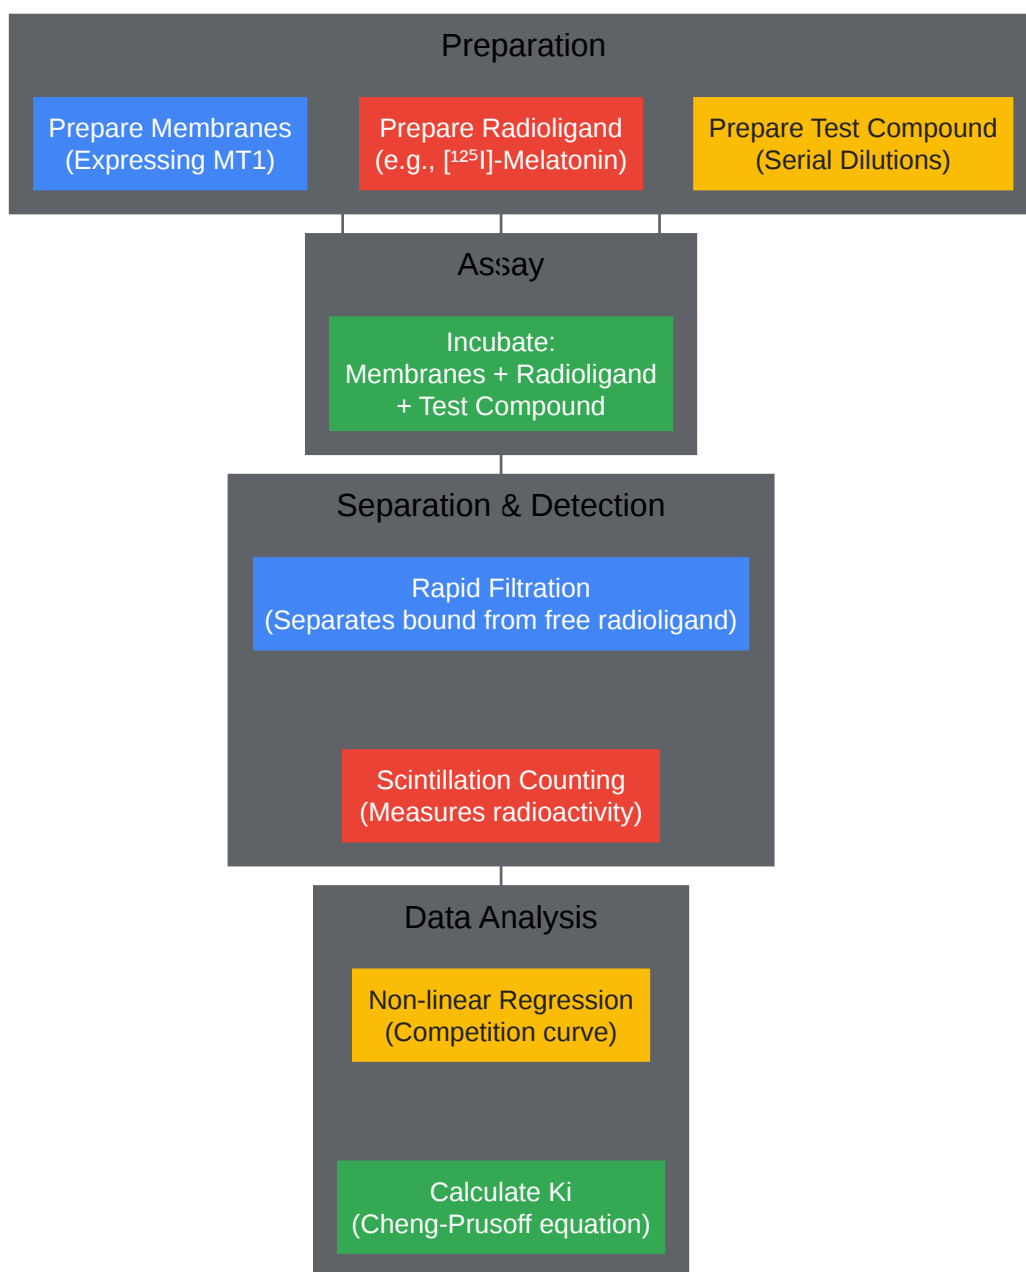 Preparation
Prepare Membranes
(Expressing MT1)
Prepare Radioligand
(e.g., [¹²⁵I]-Melatonin)
Prepare Test Compound
(Serial Dilutions)
Assay
Incubate:
Membranes + Radioligand
+ Test Compound
Separation & Detection
Rapid Filtration
(Separates bound from free radioligand)
Scintillation Counting
(Measures radioactivity)
Data Analysis
Non-linear Regression
(Competition curve)
Calculate Ki
(Cheng-Prusoff equation)